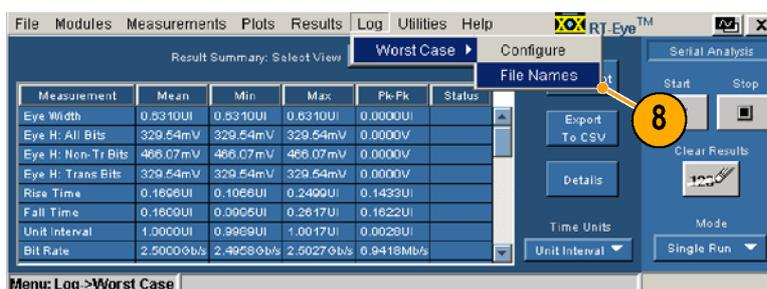 File Modules Measurements Plots Results Log Utilities Help RT-Eye™ X
Worst Case Configure
File Names
Result Summary: Select View
Serial Analysis
Start Stop
8
Measurement Mean Min Max Pk-Pk Status
Eye Width 0.6310UI 0.6310UI 0.6310UI 0.0000UI
Eye H: All Bits 329.54mV 329.54mV 329.54mV 0.0000V
Eye H: Non-Tr Bits 466.07mV 466.07mV 466.07mV 0.0000V
Eye H: Trans Bits 329.54mV 329.54mV 329.54mV 0.0000V
Rise Time 0.1696UI 0.1066UI 0.2499UI 0.1433UI
Fall Time 0.1609UI 0.0995UI 0.2617UI 0.1622UI
Unit Interval 1.0000UI 0.9989UI 1.0017UI 0.0028UI
Bit Rate 2.5000Gb/s 2.4958Gb/s 2.5027Gb/s 6.9418Mb/s
Export
To CSV
Details
Time Units
Unit Interval
Clear Results
123
Mode
Single Run
Menu: Log->Worst Case